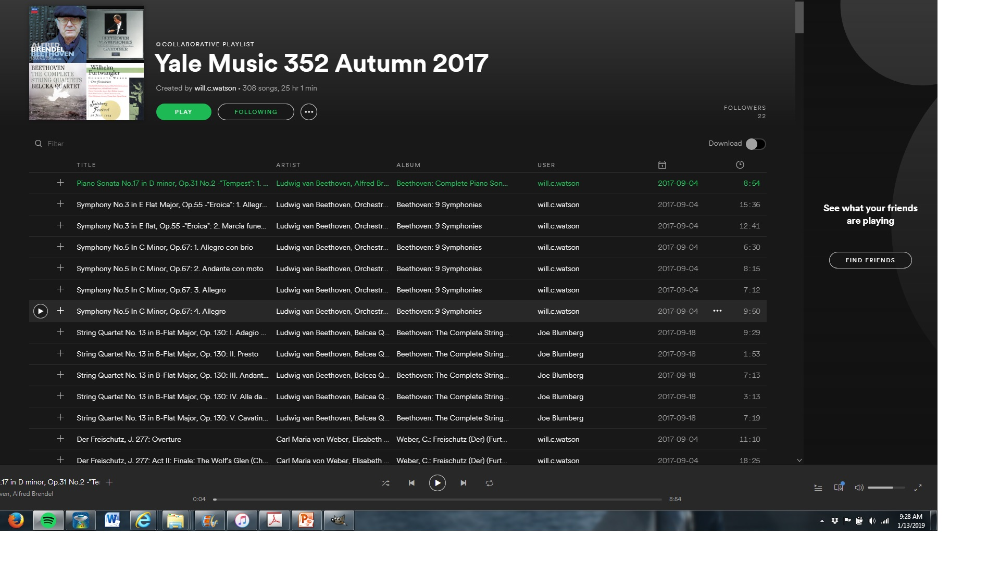 ALFRED
BRENDEL
BEETHOVEN
SONATAS & CONCERTOS
BEETHOVEN
9 SYMPHONIES
GARDINER
BEETHOVEN
THE COMPLETE
STRING QUARTETS
BELCEA QUARTET
Wilhelm
Furtwängler
CONDUCTS WEBER
Der Freischütz
Salzburg
Festival
26 JULY 1954
COLLABORATIVE PLAYLIST
Yale Music 352 Autumn 2017
Created by will.c.watson • 308 songs, 25 hr 1 min
PLAY FOLLOWING
FOLLOWERS
22
Filter
Download
TITLE ARTIST ALBUM USER
Piano Sonata No.17 in D minor, Op.31 No.2 -"Tempest": 1. ... Ludwig van Beethoven, Alfred Br... Beethoven: Complete Piano Son... will.c.watson 2017-09-04 8:54
Symphony No.3 in E Flat Major, Op.55 -"Eroica": 1. Allegr... Ludwig van Beethoven, Orchestr... Beethoven: 9 Symphonies will.c.watson 2017-09-04 15:36
Symphony No.3 in E flat, Op.55 -"Eroica": 2. Marcia fune... Ludwig van Beethoven, Orchestr... Beethoven: 9 Symphonies will.c.watson 2017-09-04 12:41
Symphony No.5 In C Minor, Op.67: 1. Allegro con brio Ludwig van Beethoven, Orchestr... Beethoven: 9 Symphonies will.c.watson 2017-09-04 6:30
Symphony No.5 In C Minor, Op.67: 2. Andante con moto Ludwig van Beethoven, Orchestr... Beethoven: 9 Symphonies will.c.watson 2017-09-04 8:15
Symphony No.5 In C Minor, Op.67: 3. Allegro Ludwig van Beethoven, Orchestr... Beethoven: 9 Symphonies will.c.watson 2017-09-04 7:12
Symphony No.5 In C Minor, Op.67: 4. Allegro Ludwig van Beethoven, Orchestr... Beethoven: 9 Symphonies will.c.watson 2017-09-04 ••• 9:50
String Quartet No. 13 in B-Flat Major, Op. 130: I. Adagio ... Ludwig van Beethoven, Belcea Q... Beethoven: The Complete String... Joe Blumberg 2017-09-18 9:29
String Quartet No. 13 in B-Flat Major, Op. 130: II. Presto Ludwig van Beethoven, Belcea Q... Beethoven: The Complete String... Joe Blumberg 2017-09-18 1:53
String Quartet No. 13 in B-Flat Major, Op. 130: III. Andant... Ludwig van Beethoven, Belcea Q... Beethoven: The Complete String... Joe Blumberg 2017-09-18 7:13
String Quartet No. 13 in B-Flat Major, Op. 130: IV. Alla da... Ludwig van Beethoven, Belcea Q... Beethoven: The Complete String... Joe Blumberg 2017-09-18 3:13
String Quartet No. 13 in B-Flat Major, Op. 130: V. Cavatin... Ludwig van Beethoven, Belcea Q... Beethoven: The Complete String... Joe Blumberg 2017-09-18 7:19
Der Freischutz, J. 277: Overture Carl Maria von Weber, Elisabeth ... Weber, C.: Freischutz (Der) (Furt... will.c.watson 2017-09-04 11:10
Der Freischutz, J. 277: Act II: Finale: The Wolf's Glen (Ch... Carl Maria von Weber, Elisabeth ... Weber, C.: Freischutz (Der) (Furt... will.c.watson 2017-09-04 18:25
See what your friends
are playing
FIND FRIENDS
.17 in D minor, Op.31 No.2 -"Te
ven, Alfred Brendel
0:04 8:54
9:28 AM
1/13/2019